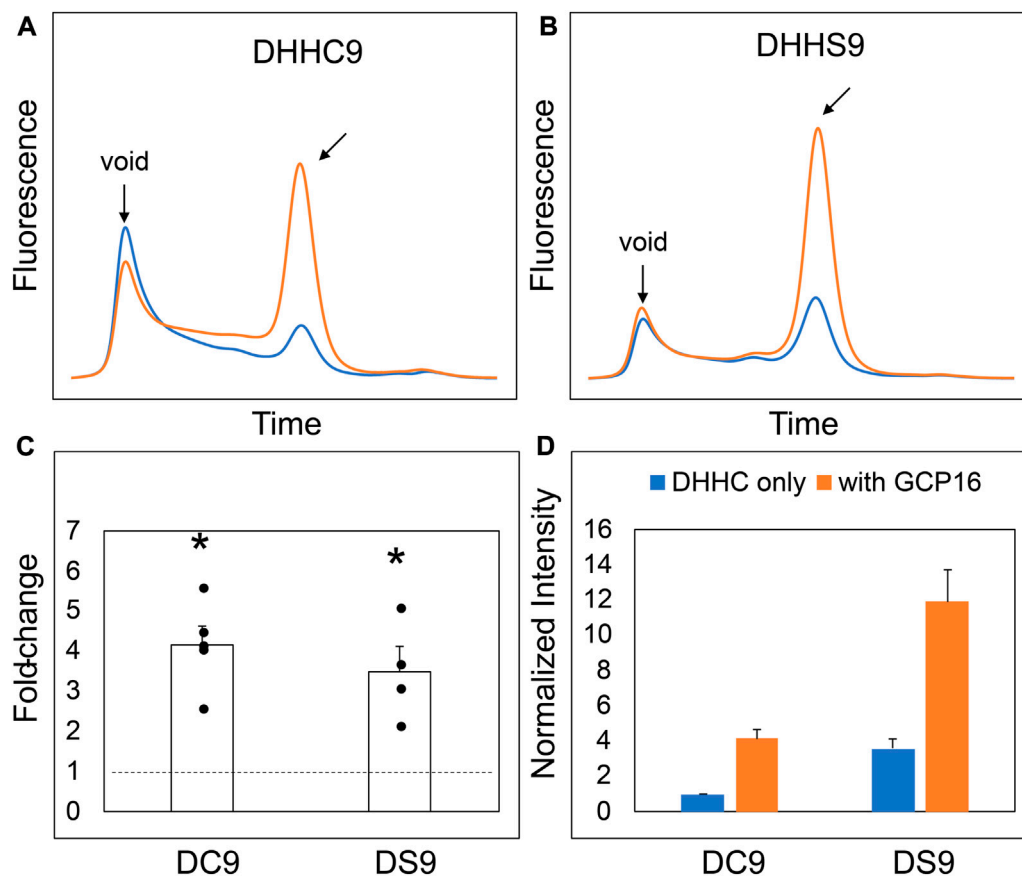 A
DHHC9
void
Fluorescence
Time
B
DHHS9
void
Fluorescence
Time
C
7
*
*
6
5
4
3
2
1
0
Fold-change
DC9
DS9
D
DHHC only
with GCP16
16
14
12
10
8
6
4
2
0
Normalized Intensity
DC9
DS9